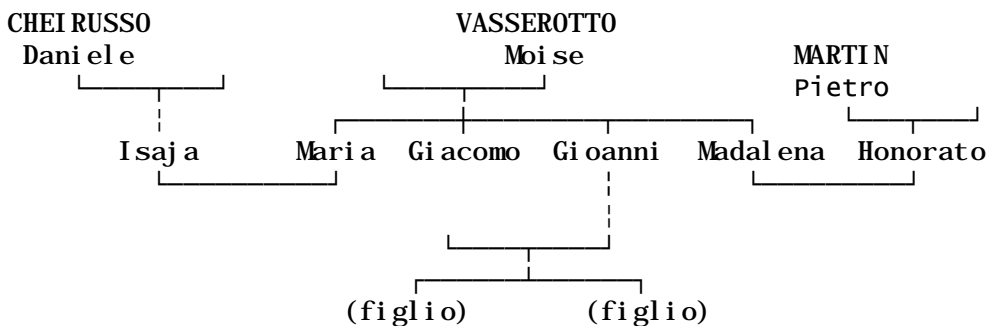 CHEIRUSSO VASSEROTTO
Daniele Moise MARTIN
Pietro
Isaja Maria Giacomo Gioanni Madalena Honorato
(figlio) (figlio)